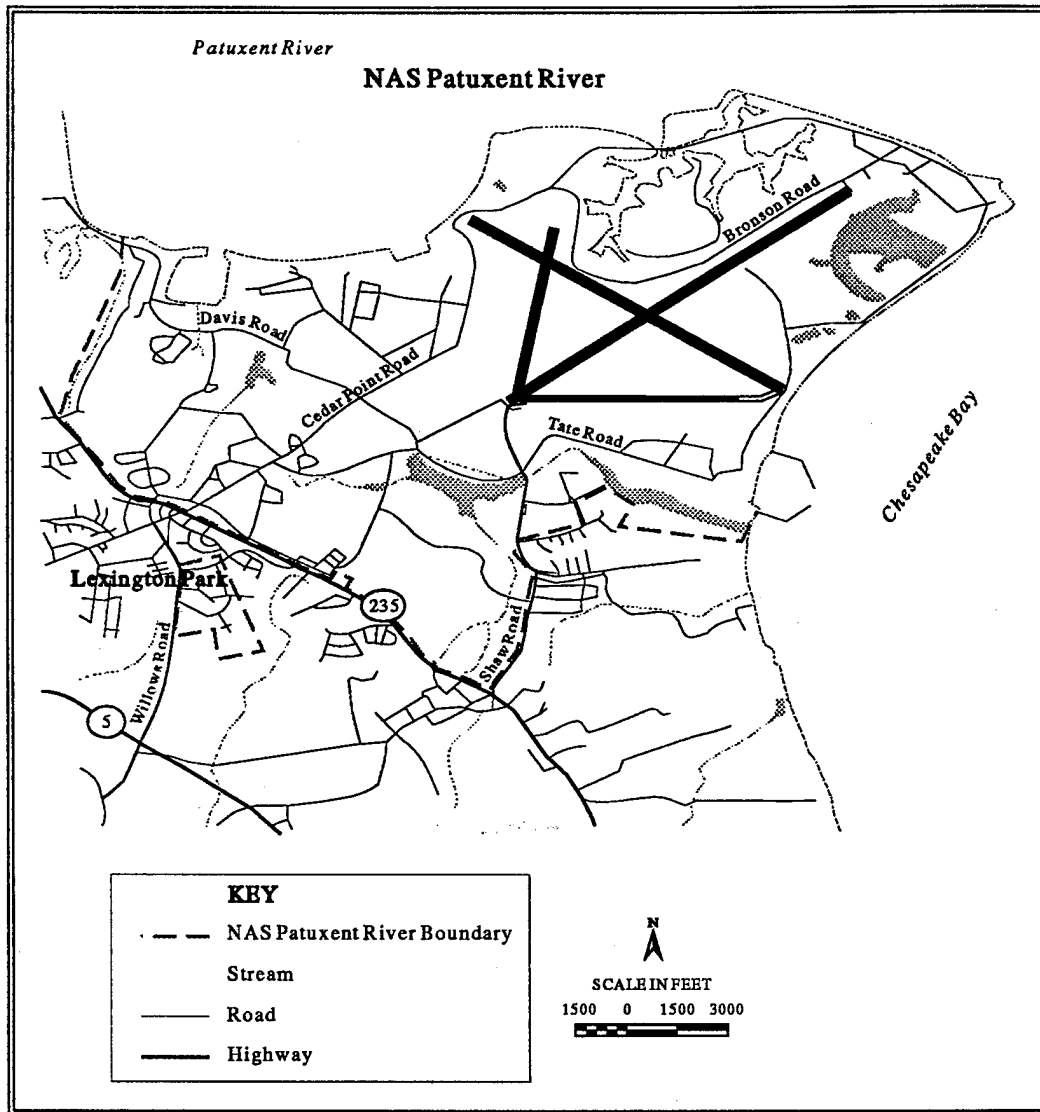 Patuxent River
NAS Patuxent River
Bronson Road
Davis Road
Cedar Point Road
Tate Road
Chesapeake Bay
Lexington Park
235
Shaw Road
Willows Road
5
KEY
NAS Patuxent River Boundary
Stream
Road
Highway
N
SCALE IN FEET
1500 0 1500 3000